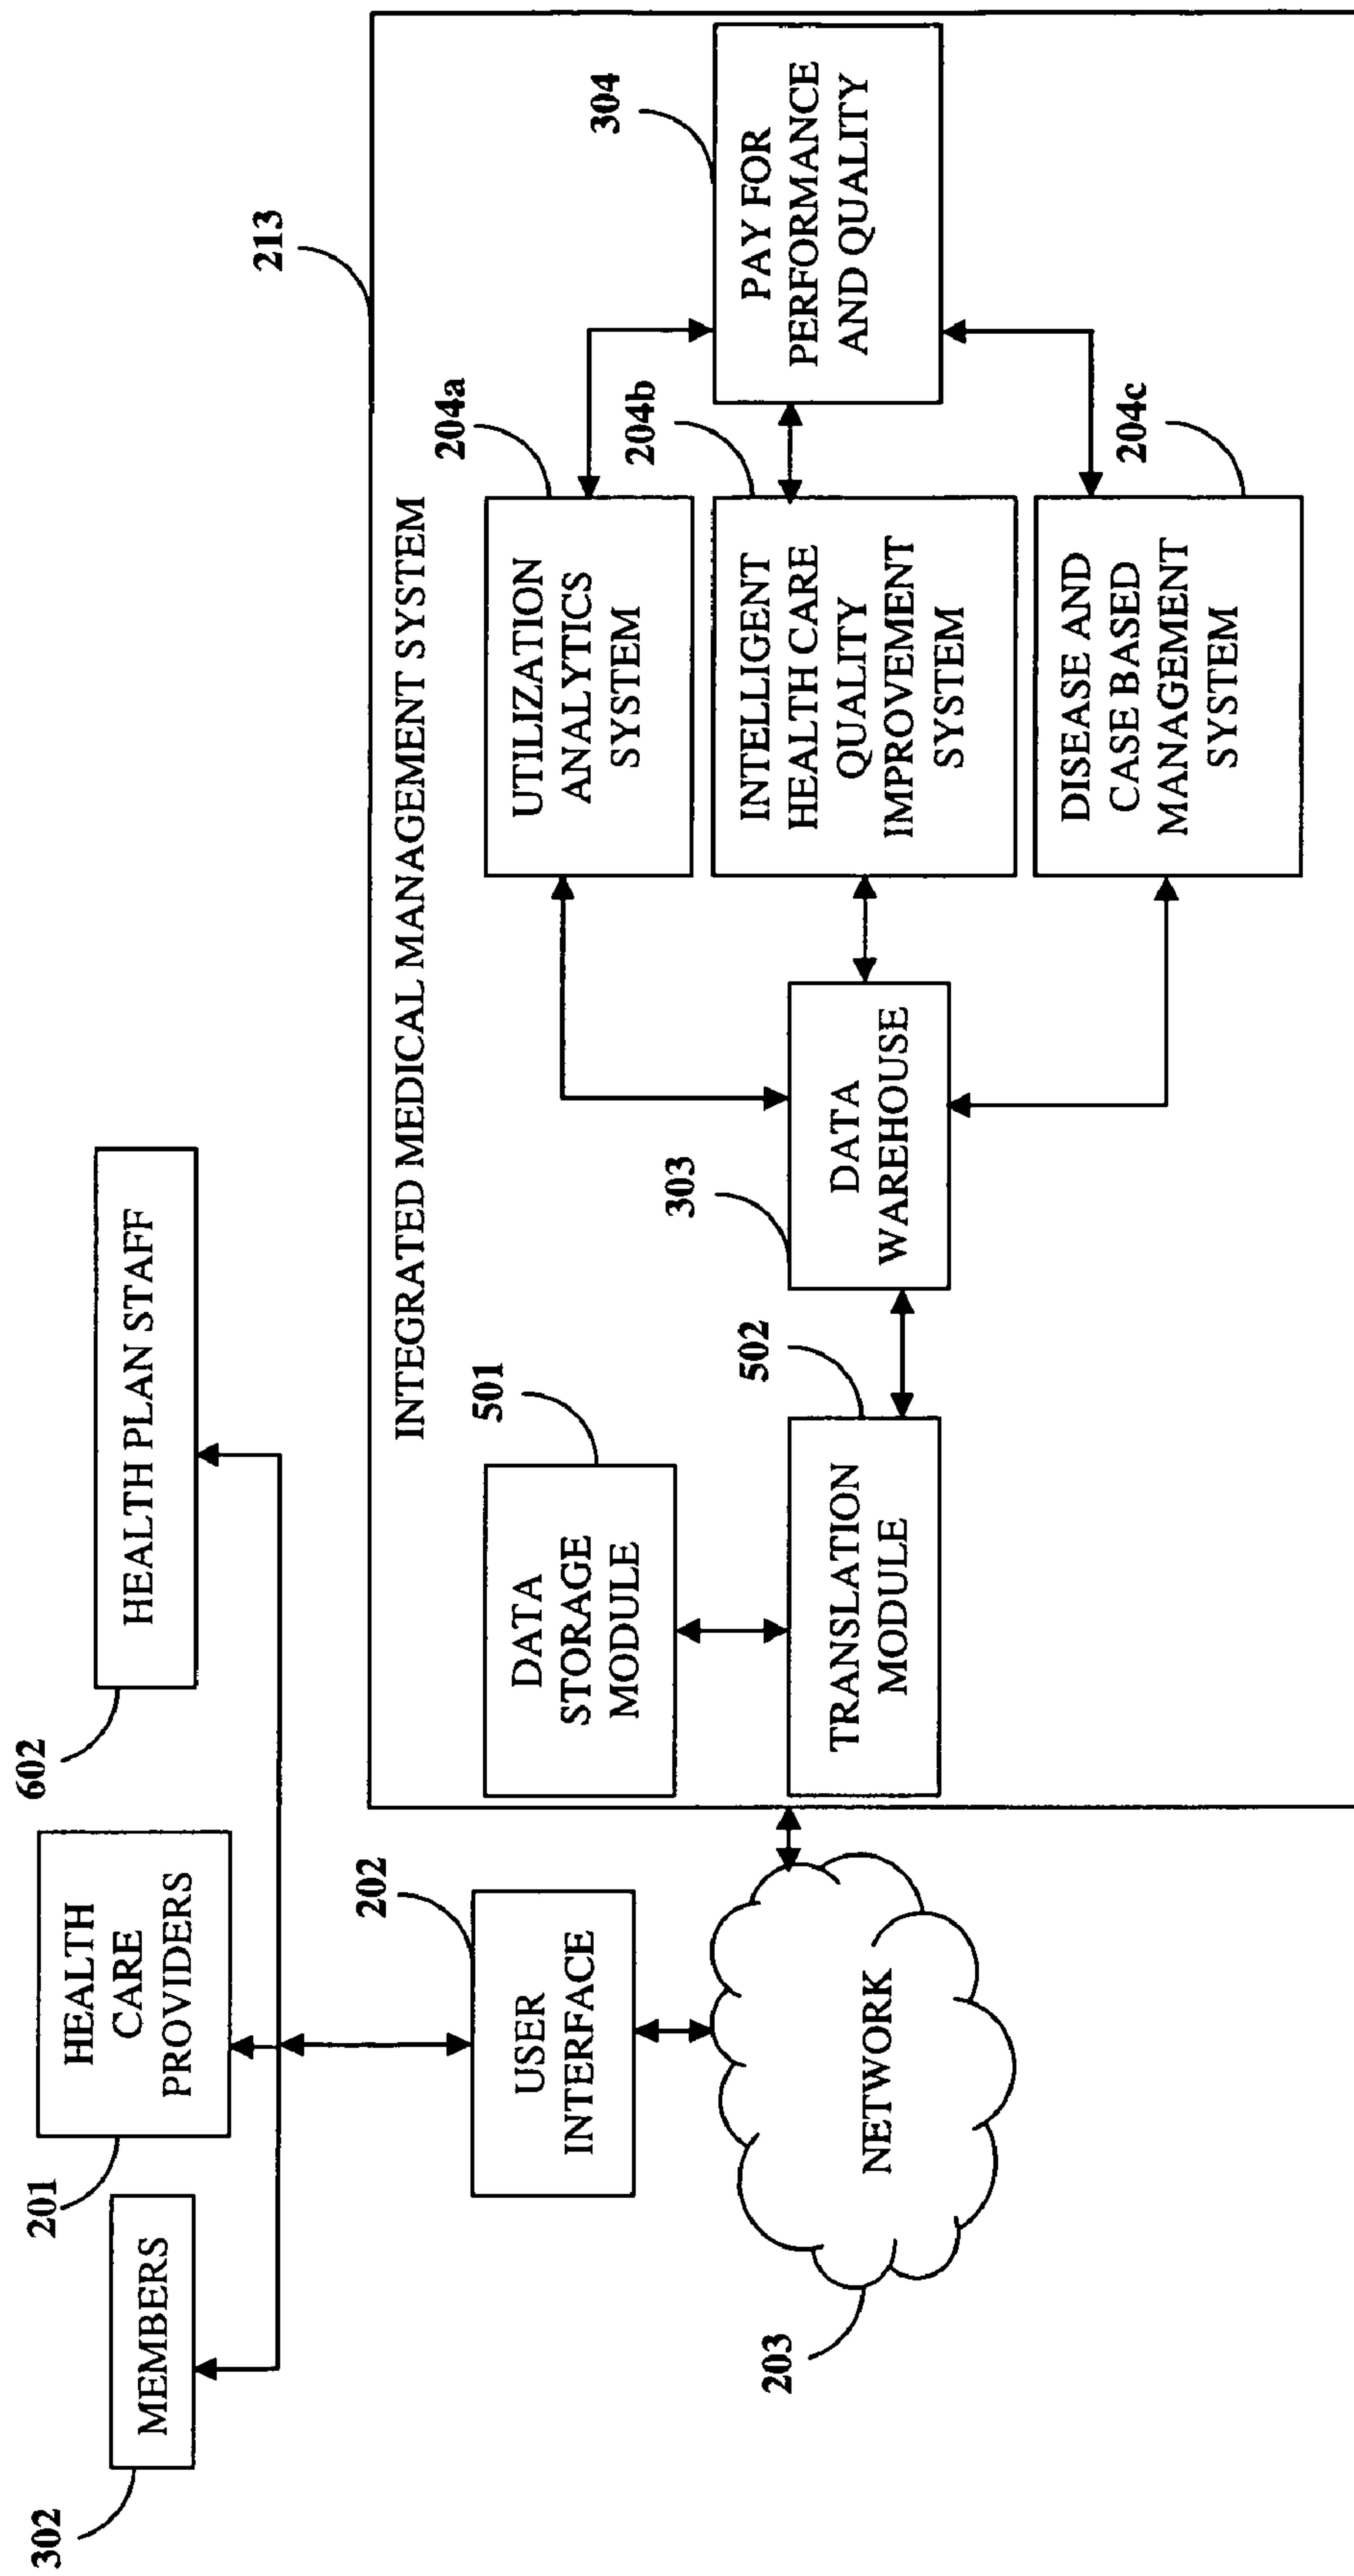 302
MEMBERS
201
HEALTH
CARE
PROVIDERS
602
HEALTH PLAN STAFF
202
USER
INTERFACE
203
NETWORK
213
INTEGRATED MEDICAL MANAGEMENT SYSTEM
501
DATA
STORAGE
MODULE
502
TRANSLATION
MODULE
303
DATA
WAREHOUSE
204a
UTILIZATION
ANALYTICS
SYSTEM
204b
INTELLIGENT
HEALTH CARE
QUALITY
IMPROVEMENT
SYSTEM
204c
DISEASE AND
CASE BASED
MANAGEMENT
SYSTEM
304
PAY FOR
PERFORMANCE
AND QUALITY